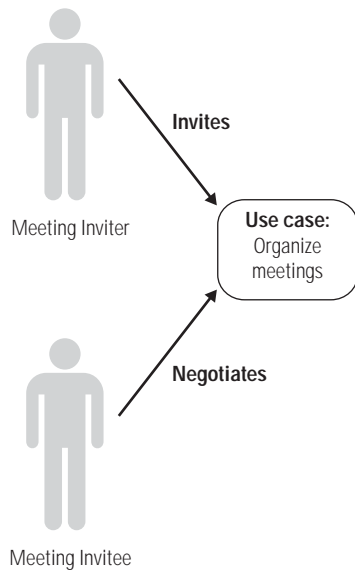 Invites
Meeting Inviter
Use case:
Organize
meetings
Negotiates
Meeting Invitee